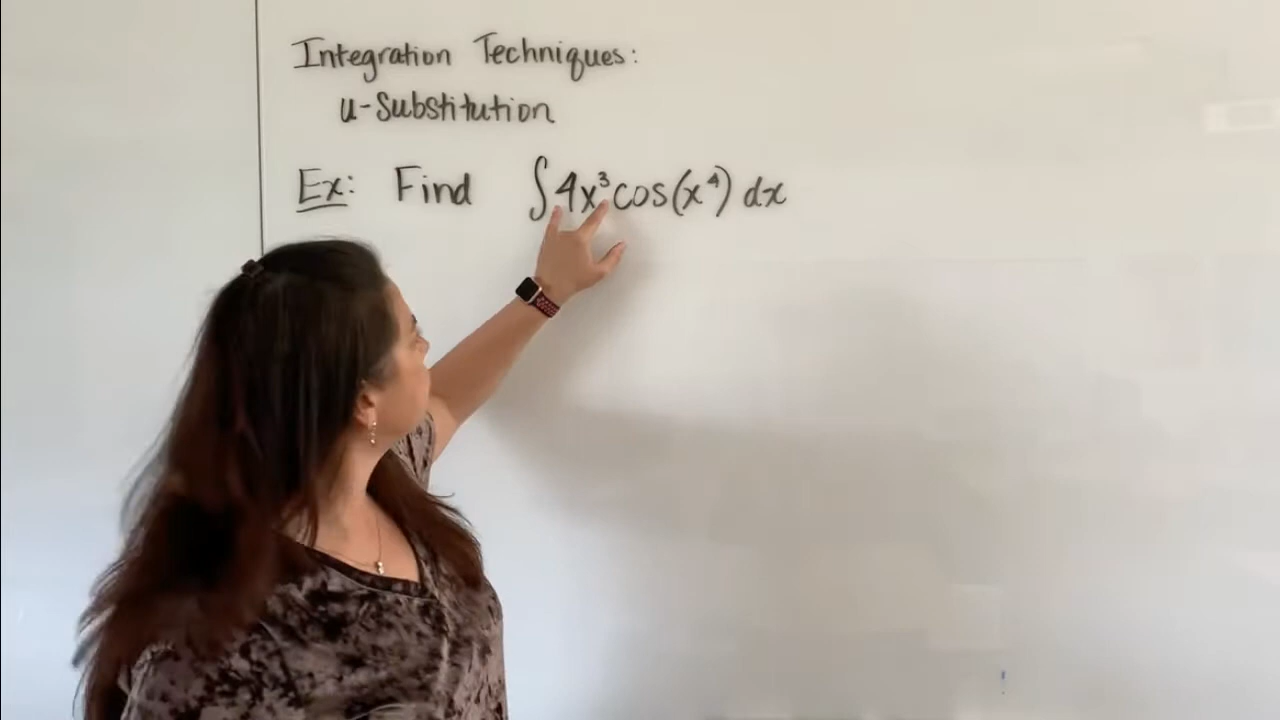 Integration Techniques:
u-Substitution
Ex: Find ∫4x³cos(x⁴) dx